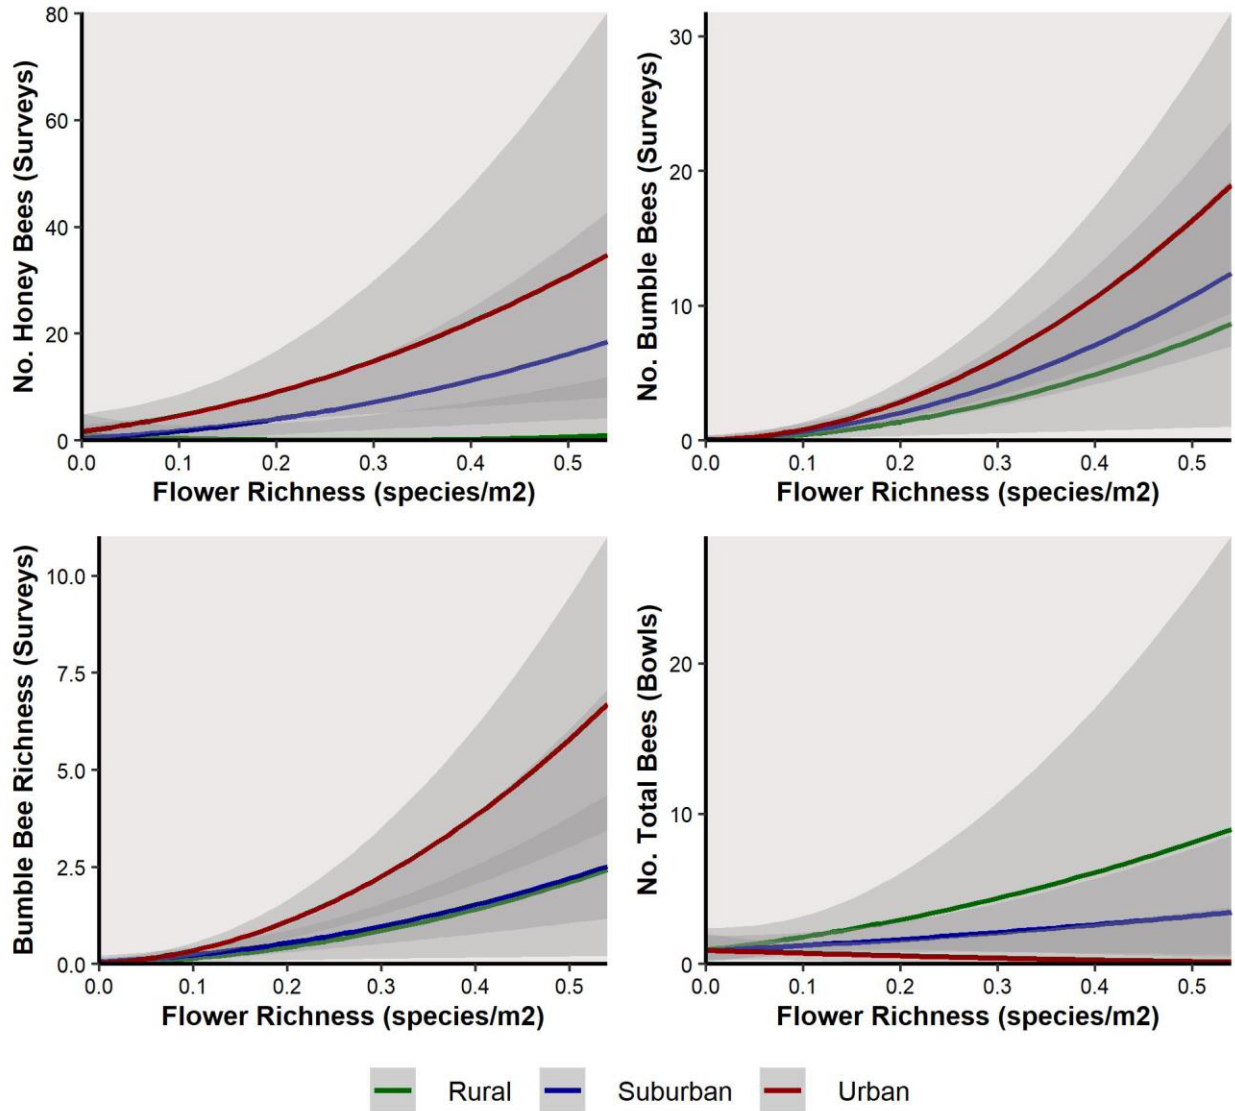 No. Honey Bees (Surveys)
80
60
40
20
0
0.0 0.1 0.2 0.3 0.4 0.5
Flower Richness (species/m2)
No. Bumble Bees (Surveys)
30
20
10
0
0.0 0.1 0.2 0.3 0.4 0.5
Flower Richness (species/m2)
Bumble Bee Richness (Surveys)
10.0
7.5
5.0
2.5
0.0
0.0 0.1 0.2 0.3 0.4 0.5
Flower Richness (species/m2)
No. Total Bees (Bowls)
20
10
0
0.0 0.1 0.2 0.3 0.4 0.5
Flower Richness (species/m2)
Rural Suburban Urban